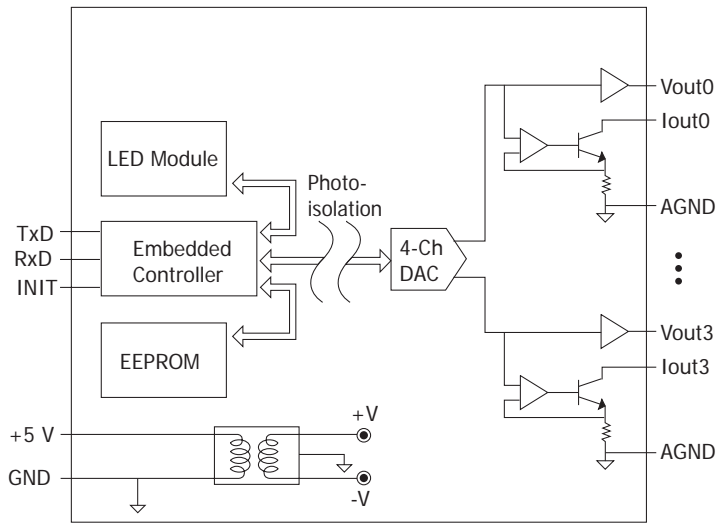 Vout0
Iout0
LED Module
Photo-
isolation
AGND
TxD
RxD
INIT
Embedded
Controller
4-Ch
DAC
Vout3
Iout3
EEPROM
+V
+5 V
AGND
GND
-V